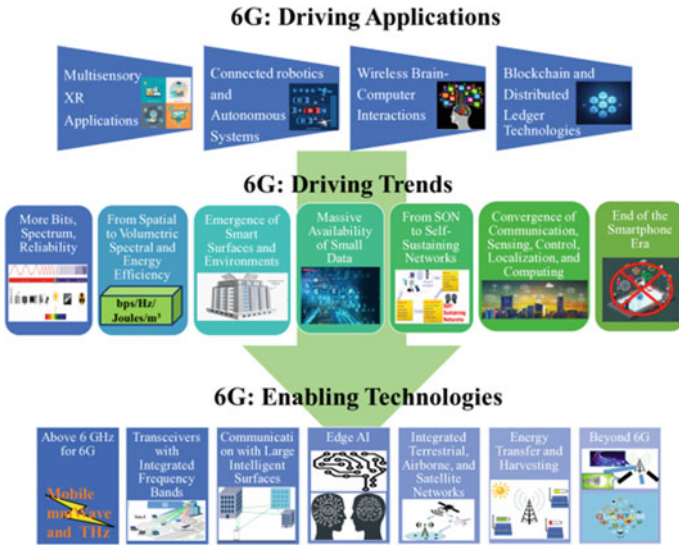 6G: Driving Applications
Multisensory
XR
Applications
Connected robotics
and
Autonomous
Systems
Wireless Brain-
Computer
Interactions
Blockchain and
Distributed
Ledger
Technologies
6G: Driving Trends
More Bits,
Spectrum,
Reliability
From Spatial
to Volumetric
Spectral and
Energy
Efficiency
bps/Hz/
Joules/m³
Emergence of
Smart
Surfaces and
Environments
Massive
Availability
of Small
Data
From SON
to Self-
Sustaining
Networks
Convergence of
Communication,
Sensing, Control,
Localization, and
Computing
End of the
Smartphone
Era
6G: Enabling Technologies
Above 6 GHz
for 6G
Mobile
mmWave
and THz
Transceivers
with
Integrated
Frequency
Bands
Communicati
on with Large
Intelligent
Surfaces
Edge AI
Integrated
Terrestrial,
Airborne, and
Satellite
Networks
Energy
Transfer and
Harvesting
Beyond 6G